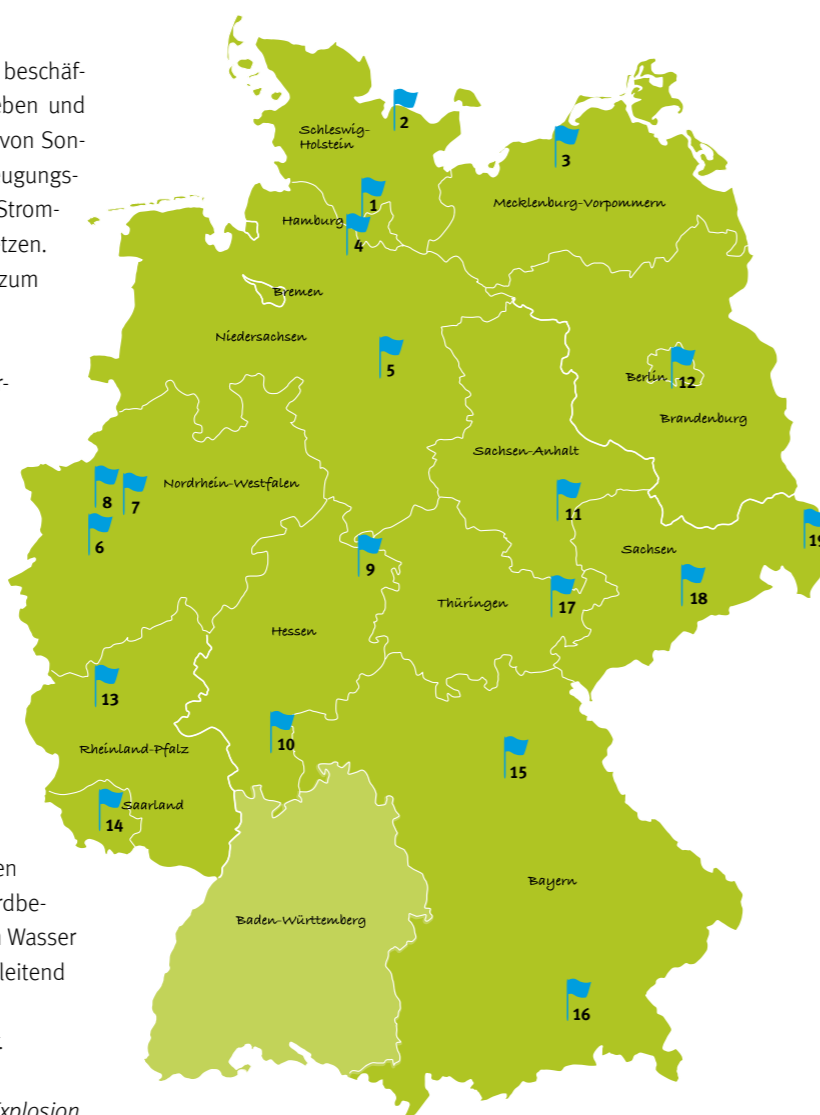 beschäf-
eben und
von Son-
eugungs-
Strom-
tzen.
zum
r-
en
rdbe-
Wasser
leitend
Explosion
Schleswig-
Holstein
2
3
1
Mecklenburg-Vorpommern
Hamburg
4
Bremen
Niedersachsen
5
Berlin
12
Brandenburg
Sachsen-Anhalt
Nordrhein-Westfalen
8
7
11
6
19
Sachsen
9
18
Thüringen
17
Hessen
13
10
Rheinland-Pfalz
15
Saarland
14
Bayern
Baden-Württemberg
16